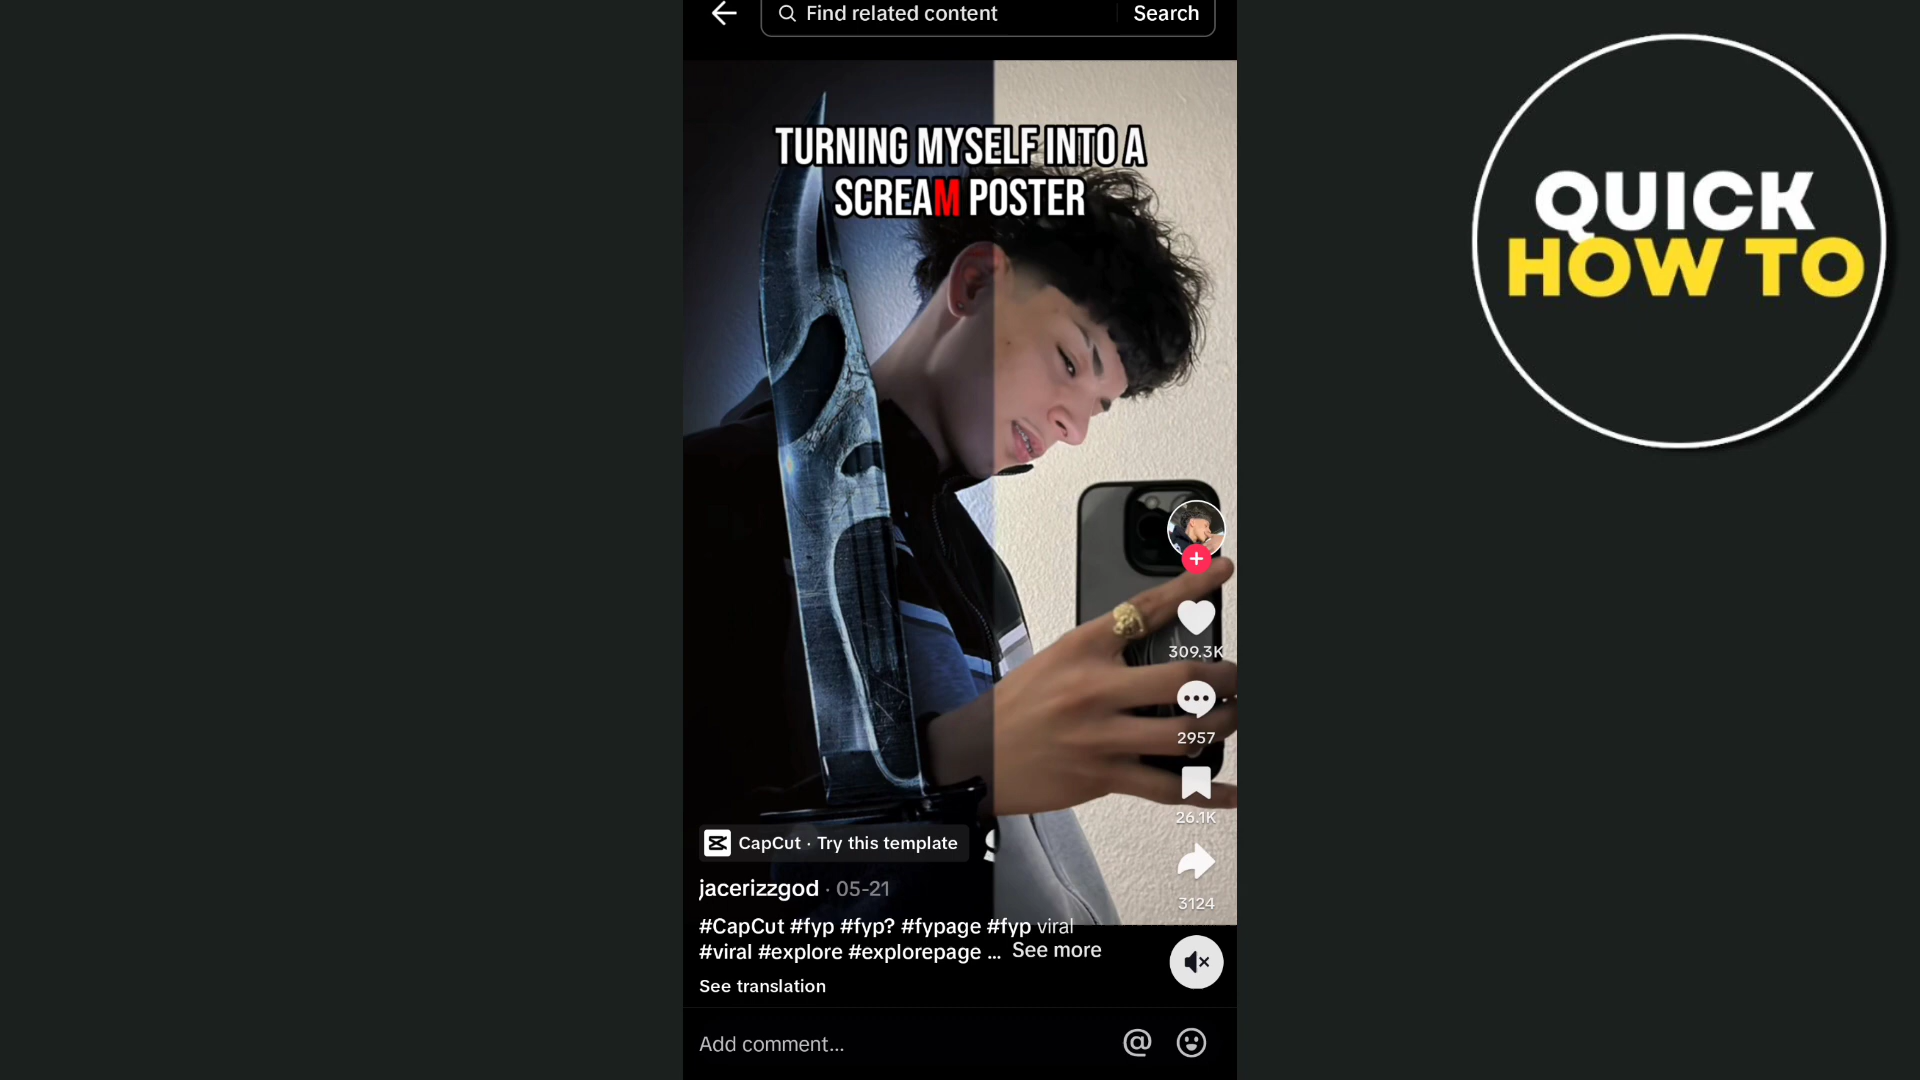 Find related content
Search
TURNING MYSELF INTO A
SCREAM POSTER
QUICK
HOW TO
309.3K
2957
26.1K
3124
CapCut · Try this template
jacerizzgod · 05-21
#CapCut #fyp #fyp? #fypage #fyp viral
#viral #explore #explorepage ... See more
See translation
Add comment...
@